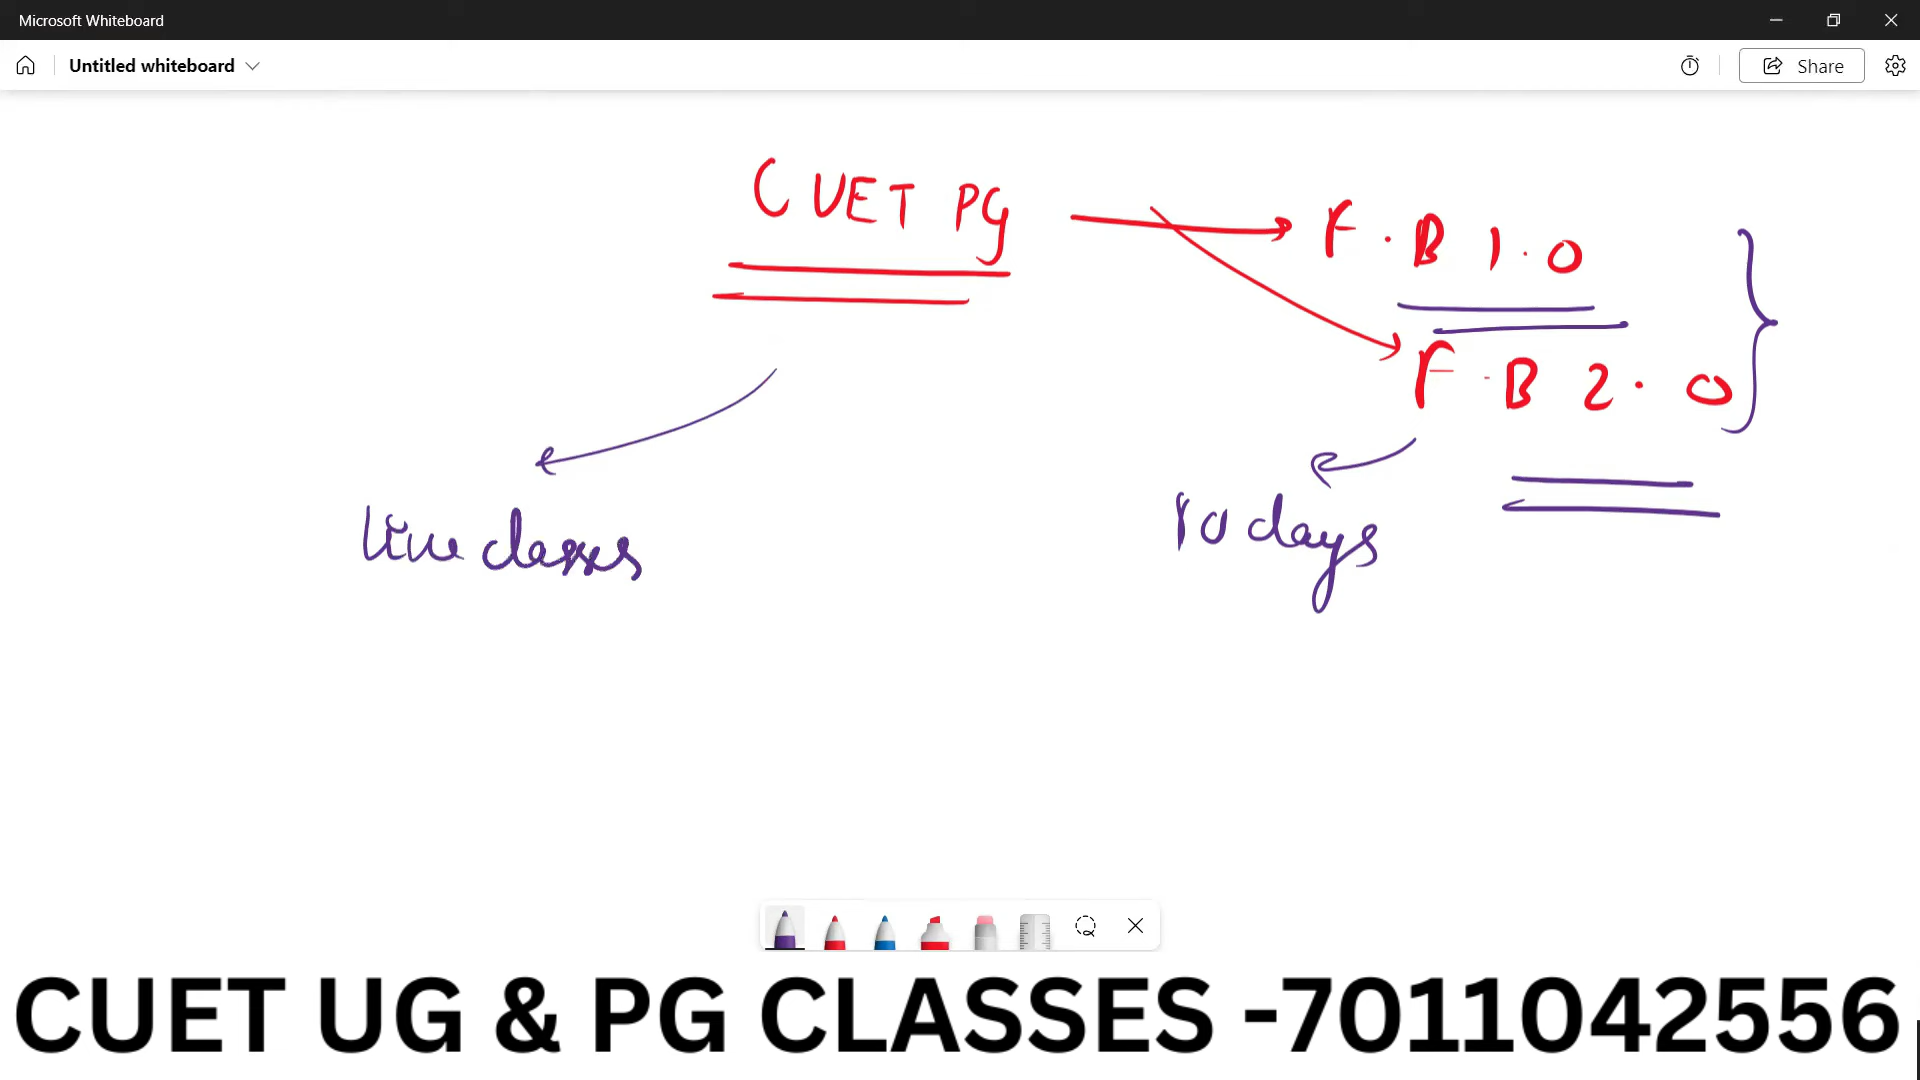 Microsoft Whiteboard
Untitled whiteboard
Share
CUET PG
F.B 1.0
F.B 2.0
live classes
10 days
CUET UG & PG CLASSES -7011042556